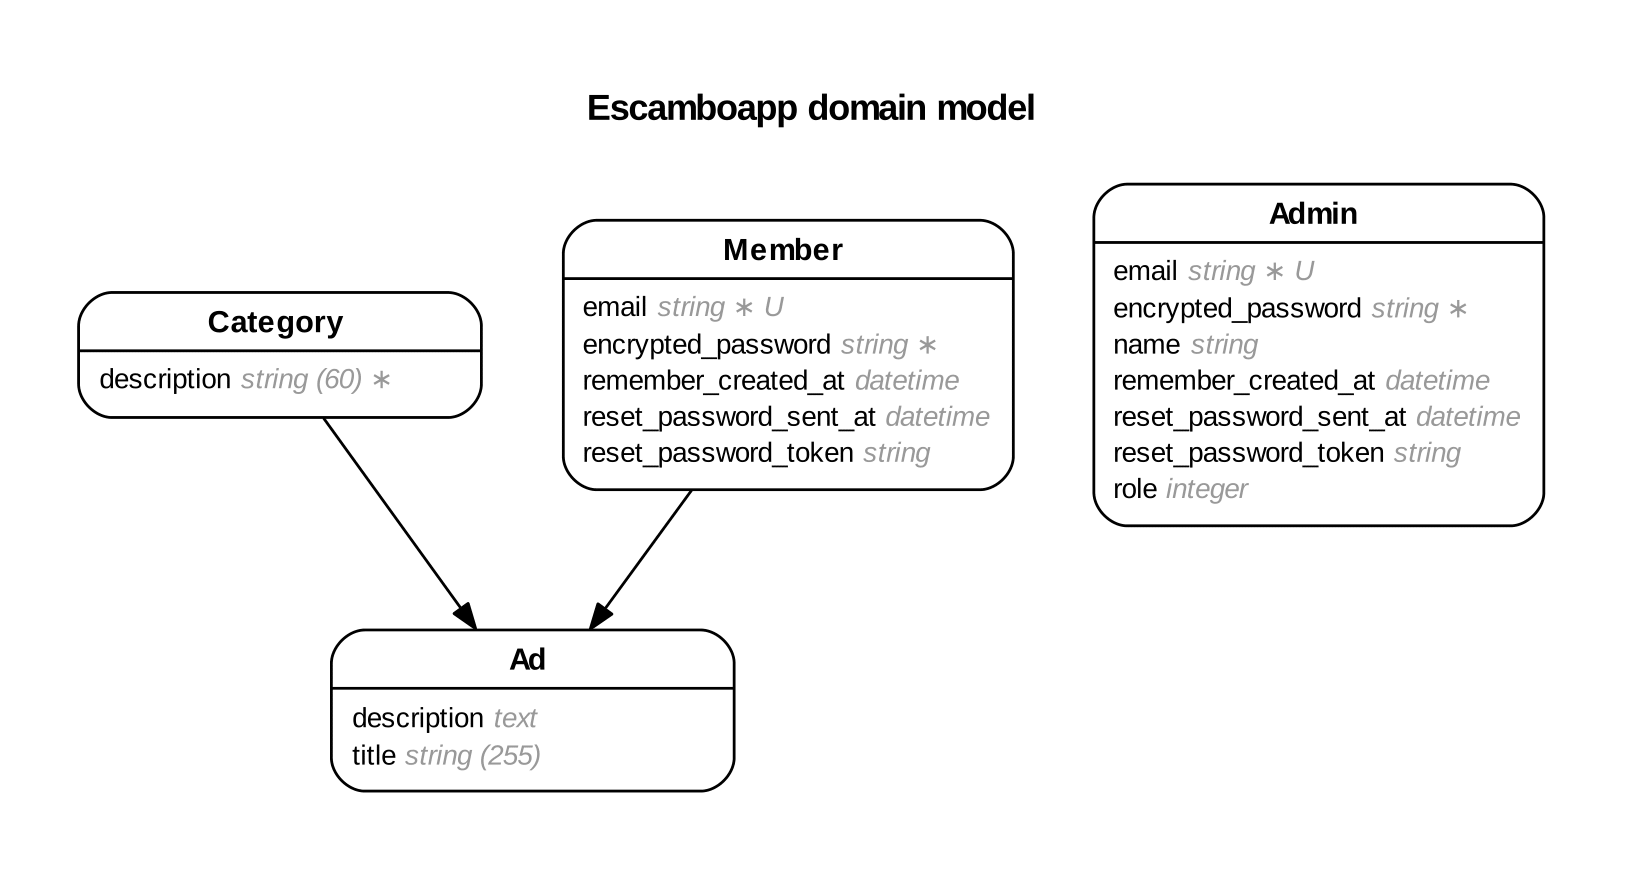 Escamboapp domain model
Category
description string (60) ∗
Member
email string ∗ U
encrypted_password string ∗
remember_created_at datetime
reset_password_sent_at datetime
reset_password_token string
Admin
email string ∗ U
encrypted_password string ∗
name string
remember_created_at datetime
reset_password_sent_at datetime
reset_password_token string
role integer
Ad
description text
title string (255)